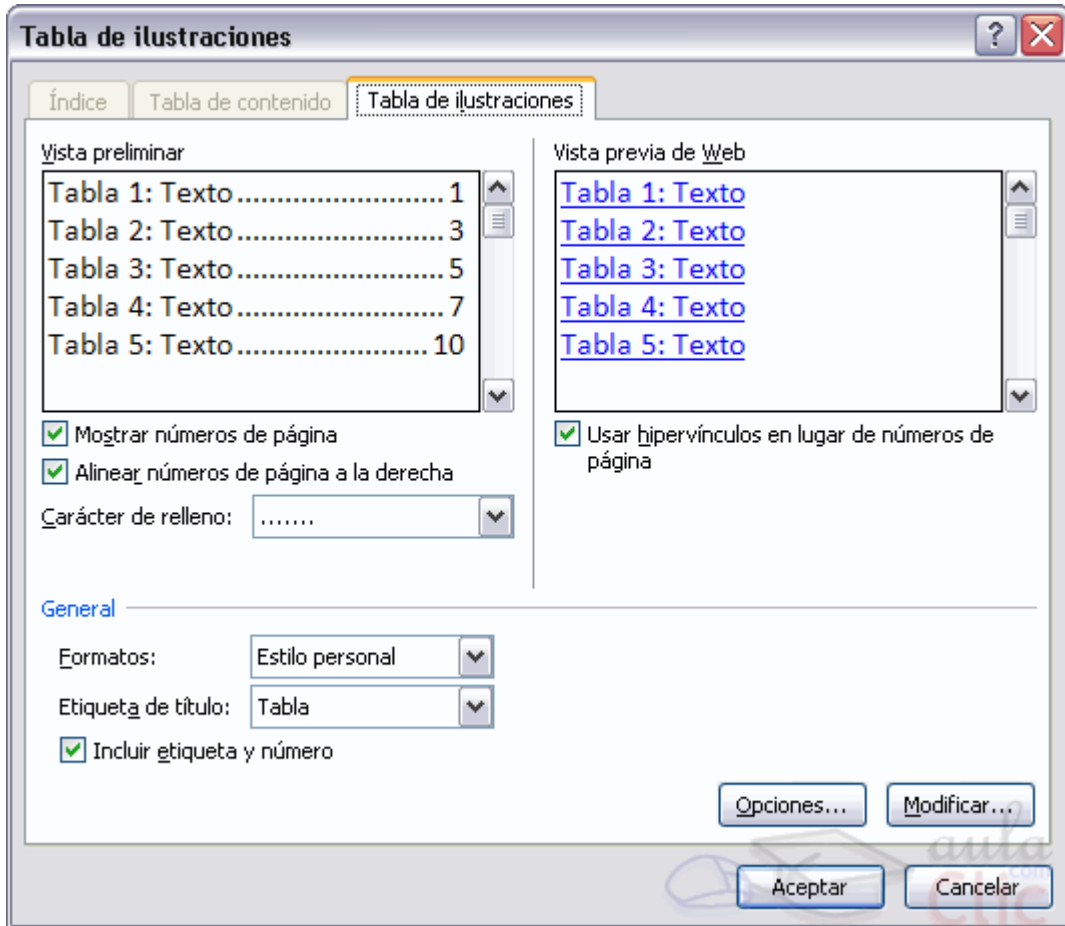 Tabla de ilustraciones
Índice
Tabla de contenido
Tabla de ilustraciones
Vista preliminar
Tabla 1: Texto...........................1
Tabla 2: Texto...........................3
Tabla 3: Texto...........................5
Tabla 4: Texto...........................7
Tabla 5: Texto.........................10
Mostrar números de página
Alinear números de página a la derecha
Carácter de relleno: .......
Vista previa de Web
Tabla 1: Texto
Tabla 2: Texto
Tabla 3: Texto
Tabla 4: Texto
Tabla 5: Texto
Usar hipervínculos en lugar de números de
página
General
Formatos: Estilo personal
Etiqueta de título: Tabla
Incluir etiqueta y número
Opciones...
Modificar...
Aceptar
Cancelar
aula
.com
Clic